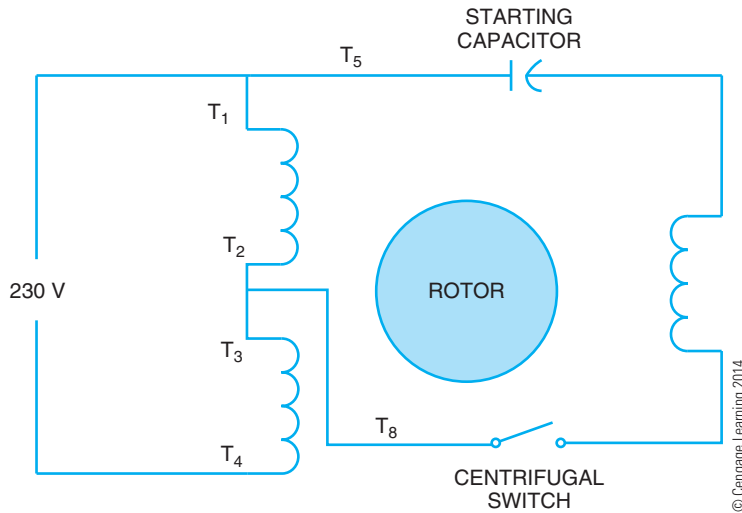 STARTING
CAPACITOR
T₅
T₁
T₂
230 V
ROTOR
T₃
T₈
T₄
CENTRIFUGAL
SWITCH
© Cengage Learning 2014